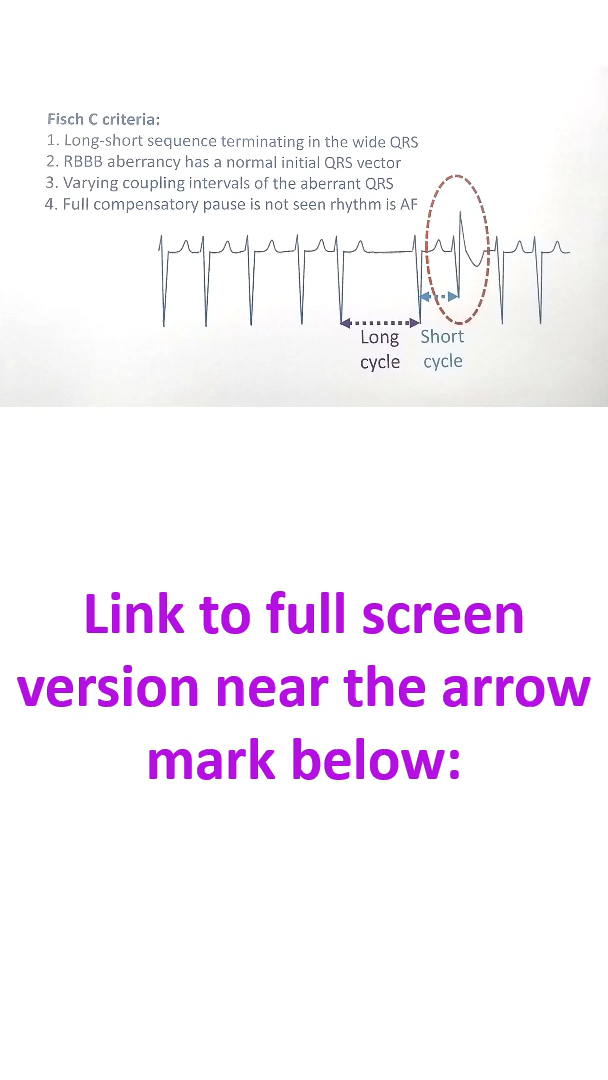 Fisch C criteria:
1. Long-short sequence terminating in the wide QRS
2. RBBB aberrancy has a normal initial QRS vector
3. Varying coupling intervals of the aberrant QRS
4. Full compensatory pause is not seen rhythm is AF
Long Short
cycle cycle
Link to full screen
version near the arrow
mark below: